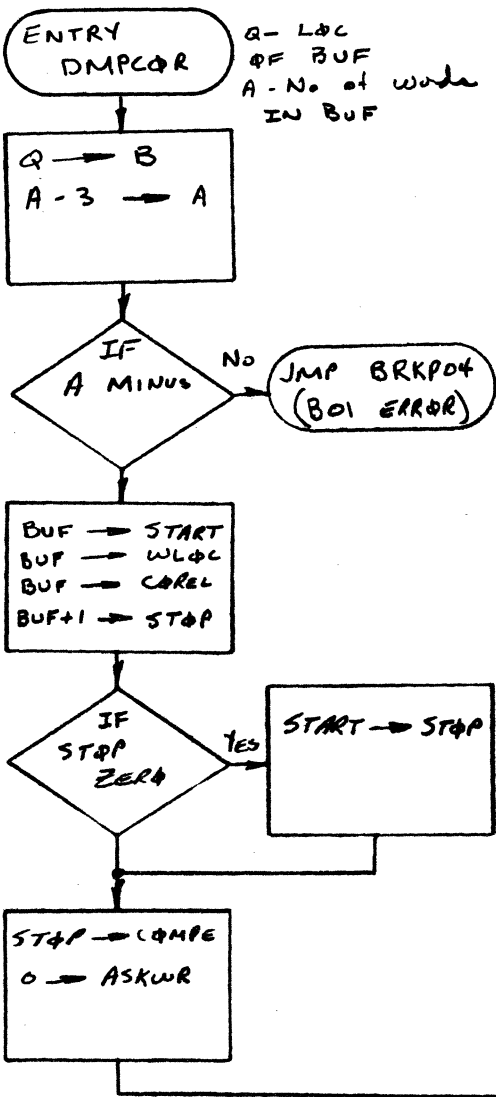 ENTRY
DMPCØR
Q- LØC
ØF BUF
A - No of words
IN BUF
Q → B
A - 3 → A
IF
A MINUS
No
JMP BRKP04
(B01 ERRØR)
BUF → START
BUF → WLØC
BUF → CØREL
BUF+1 → STØP
IF
STØP
ZERØ
YES
START → STØP
STØP → CØMPE
0 → ASKWR